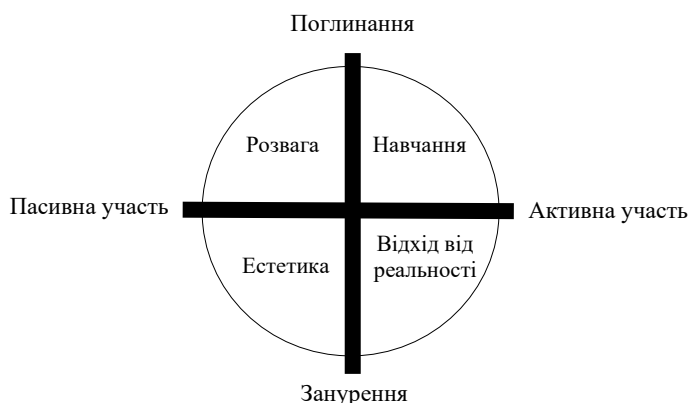 Поглинання
Розвага
Навчання
Пасивна участь
Активна участь
Естетика
Відхід від
реальності
Занурення